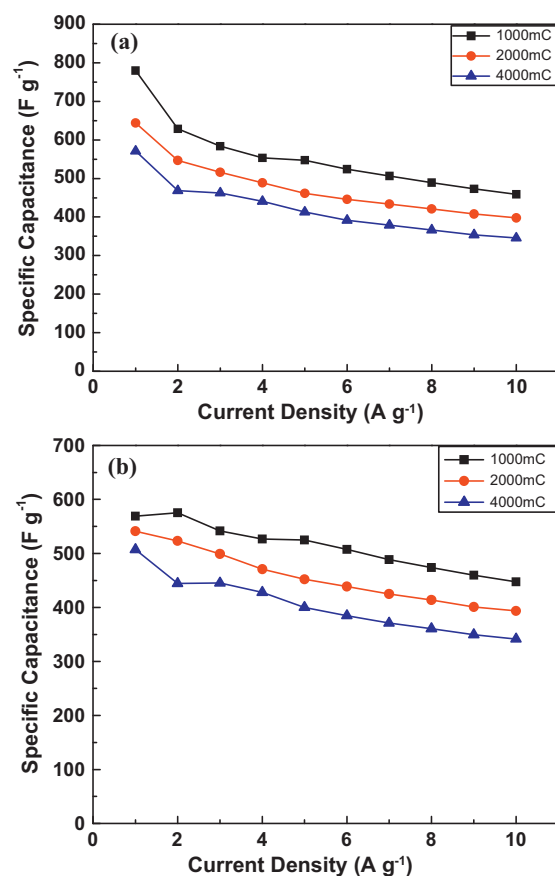 (a)
1000mC
2000mC
4000mC
Specific Capacitance (F g⁻¹)
900
800
700
600
500
400
300
200
100
0
0 2 4 6 8 10
Current Density (A g⁻¹)
(b)
1000mC
2000mC
4000mC
Specific Capacitance (F g⁻¹)
700
600
500
400
300
200
100
0
0 2 4 6 8 10
Current Density (A g⁻¹)